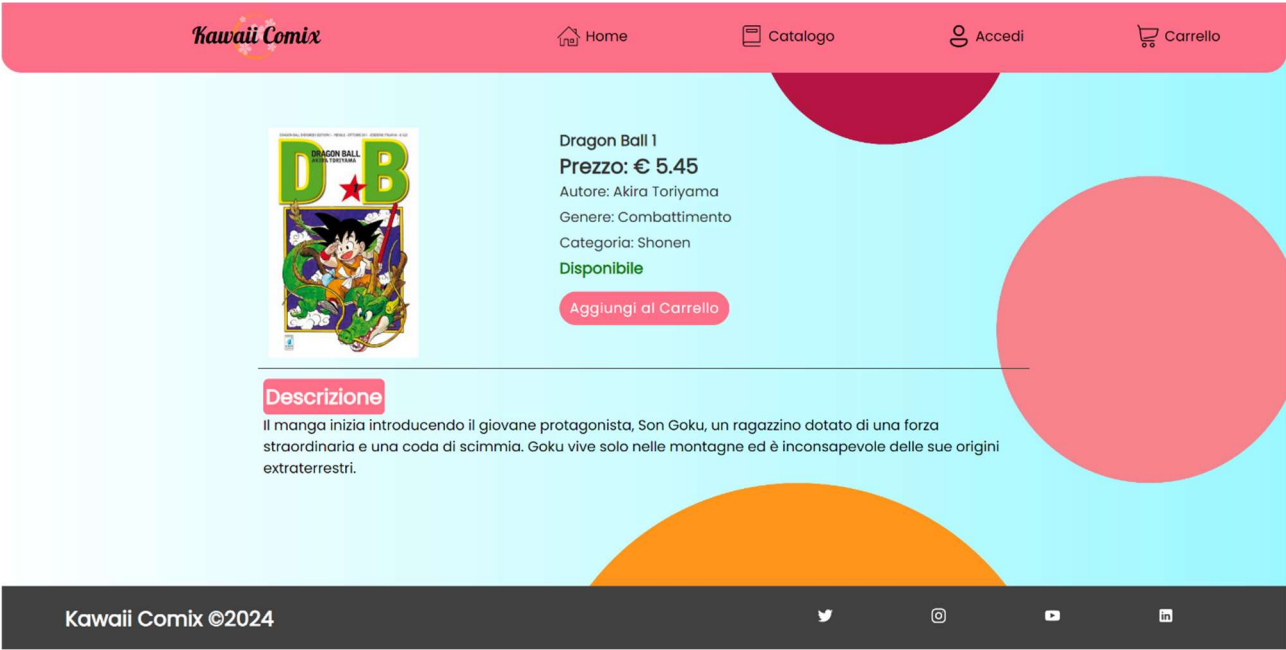 Kawaii Comix
Home
Catalogo
Accedi
Carrello
DRAGON BALL
AKIRA TORIYAMA
D B
Dragon Ball 1
Prezzo: € 5.45
Autore: Akira Toriyama
Genere: Combattimento
Categoria: Shonen
Disponibile
Aggiungi al Carrello
Descrizione
Il manga inizia introducendo il giovane protagonista, Son Goku, un ragazzino dotato di una forza
straordinaria e una coda di scimmia. Goku vive solo nelle montagne ed è inconsapevole delle sue origini
extraterrestri.
Kawaii Comix ©2024